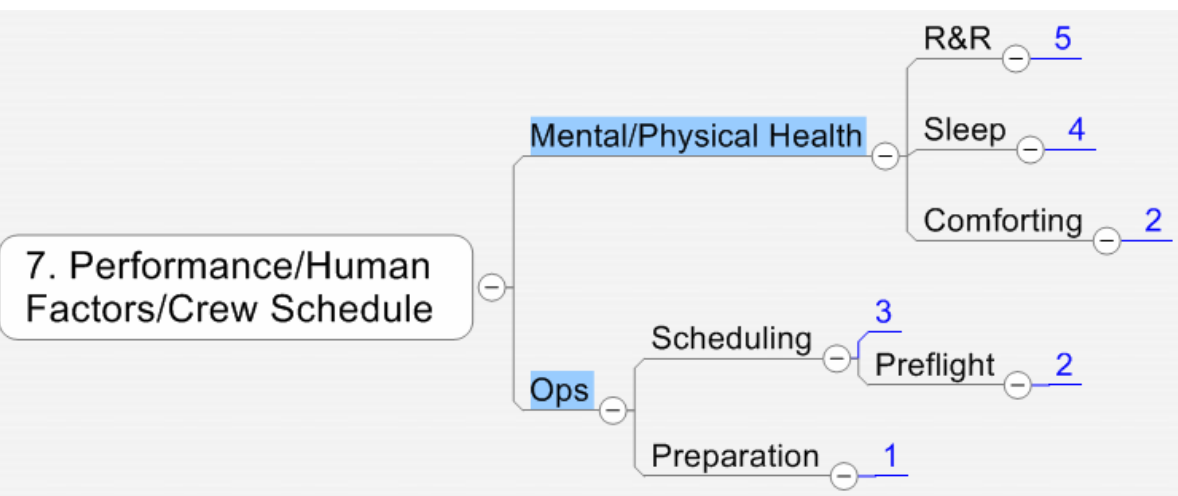 R&R 5
Mental/Physical Health
Sleep 4
Comforting 2
7. Performance/Human
Factors/Crew Schedule
3
Scheduling
Preflight 2
Ops
Preparation 1